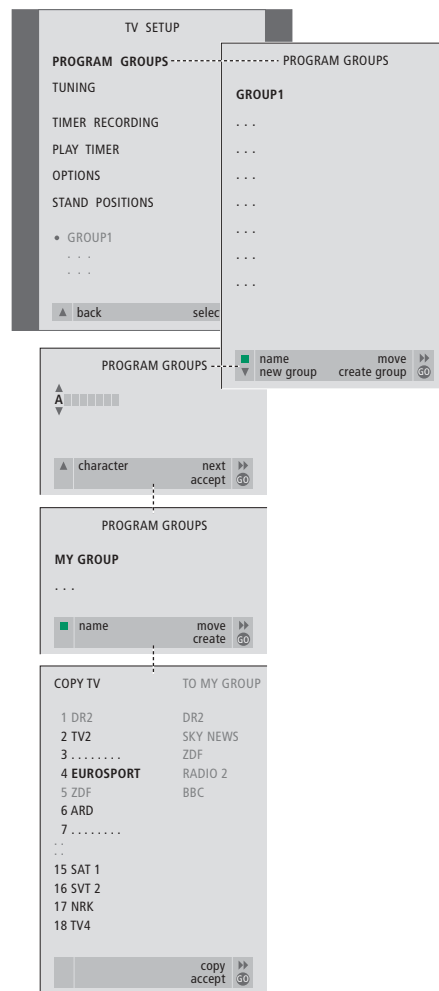 TV SETUP
PROGRAM GROUPS
TUNING
TIMER RECORDING
PLAY TIMER
OPTIONS
STAND POSITIONS
• GROUP1
. . .
. . .
▲ back selec
PROGRAM GROUPS
GROUP1
. . .
. . .
. . .
. . .
. . .
. . .
. . .
name move
▼ new group create group GO
PROGRAM GROUPS
A
▲ character next
accept GO
PROGRAM GROUPS
MY GROUP
. . .
name move
create GO
COPY TV TO MY GROUP
1 DR2 DR2
2 TV2 SKY NEWS
3 . . . . . . . . ZDF
4 EUROSPORT RADIO 2
5 ZDF BBC
6 ARD
7 . . . . . . . .
. .
. .
15 SAT 1
16 SVT 2
17 NRK
18 TV4
copy
accept GO